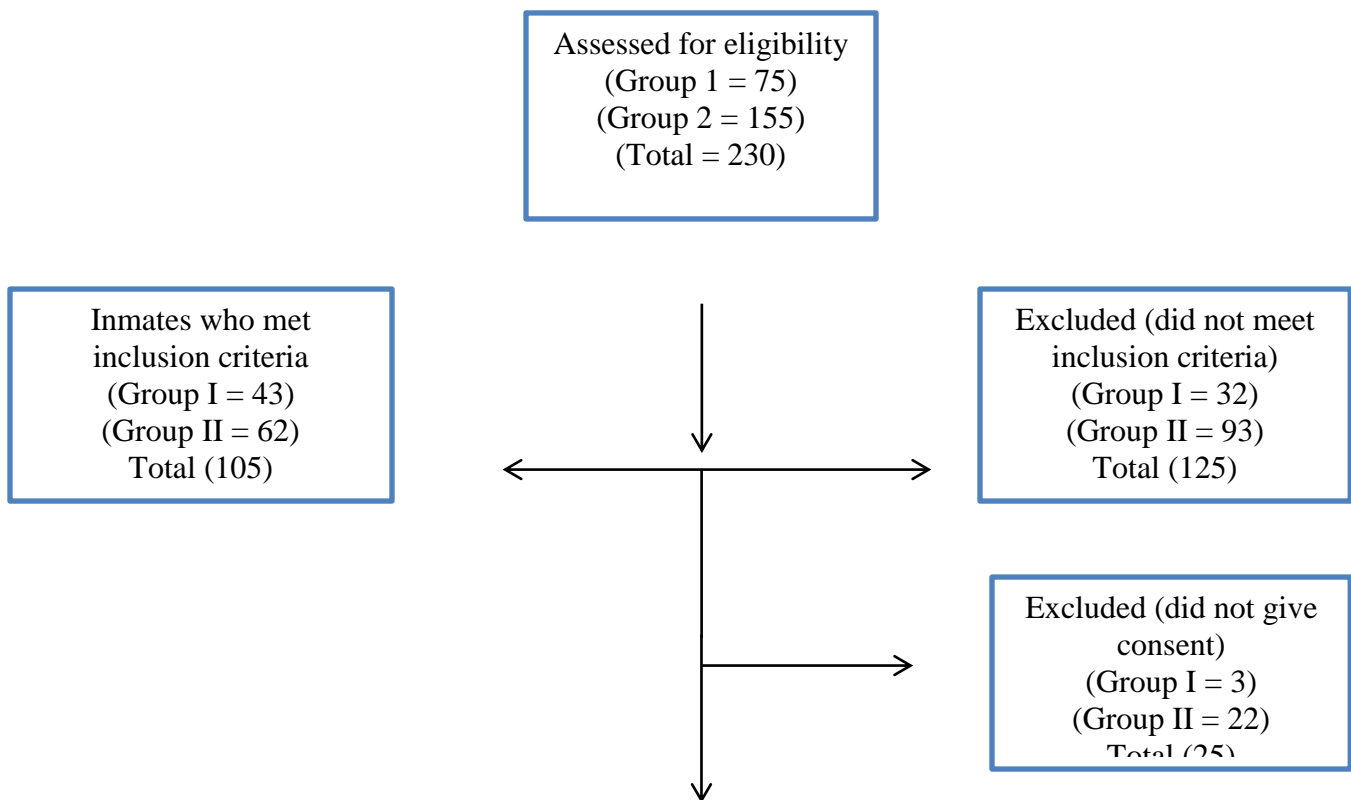 Assessed for eligibility
(Group 1 = 75)
(Group 2 = 155)
(Total = 230)
Inmates who met
inclusion criteria
(Group I = 43)
(Group II = 62)
Total (105)
Excluded (did not meet
inclusion criteria)
(Group I = 32)
(Group II = 93)
Total (125)
Excluded (did not give
consent)
(Group I = 3)
(Group II = 22)
Total (25)